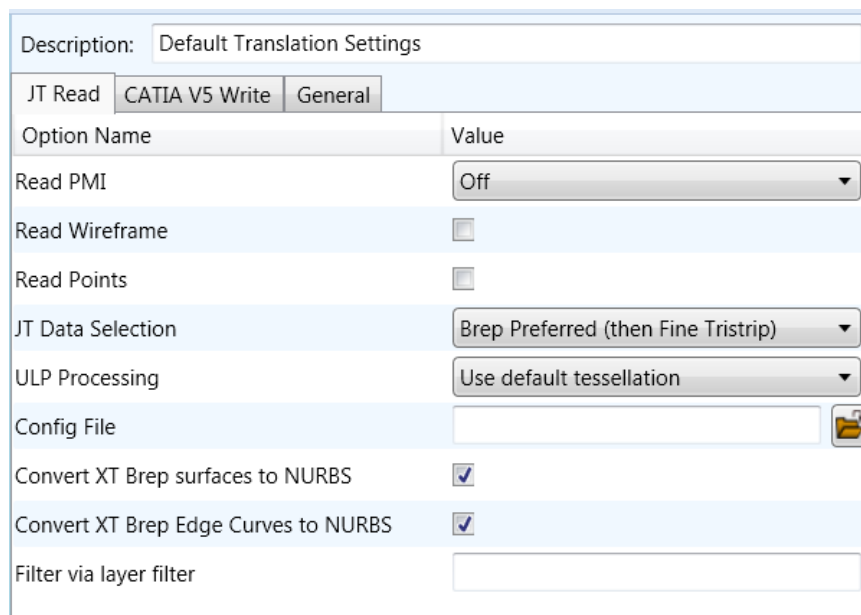 Description: Default Translation Settings
JT Read CATIA V5 Write General
Option Name Value
Read PMI Off
Read Wireframe
Read Points
JT Data Selection Brep Preferred (then Fine Tristrip)
ULP Processing Use default tessellation
Config File
Convert XT Brep surfaces to NURBS
Convert XT Brep Edge Curves to NURBS
Filter via layer filter